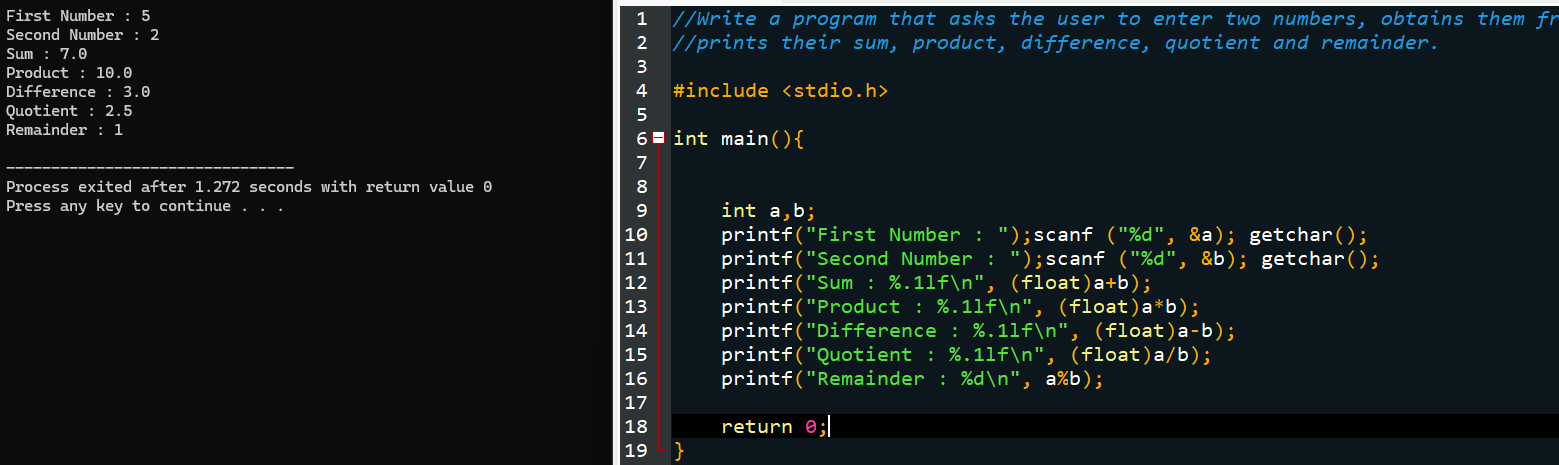 First Number : 5
Second Number : 2
Sum : 7.0
Product : 10.0
Difference : 3.0
Quotient : 2.5
Remainder : 1
--------------------------------
Process exited after 1.272 seconds with return value 0
Press any key to continue . . .
1 //Write a program that asks the user to enter two numbers, obtains them
2 //prints their sum, product, difference, quotient and remainder.
3
4 #include <stdio.h>
5
6 int main(){
7
8
9 int a,b;
10 printf("First Number : ");scanf ("%d", &a); getchar();
11 printf("Second Number : ");scanf ("%d", &b); getchar();
12 printf("Sum : %.1lf\n", (float)a+b);
13 printf("Product : %.1lf\n", (float)a*b);
14 printf("Difference : %.1lf\n", (float)a-b);
15 printf("Quotient : %.1lf\n", (float)a/b);
16 printf("Remainder : %d\n", a%b);
17
18 return 0;
19 }